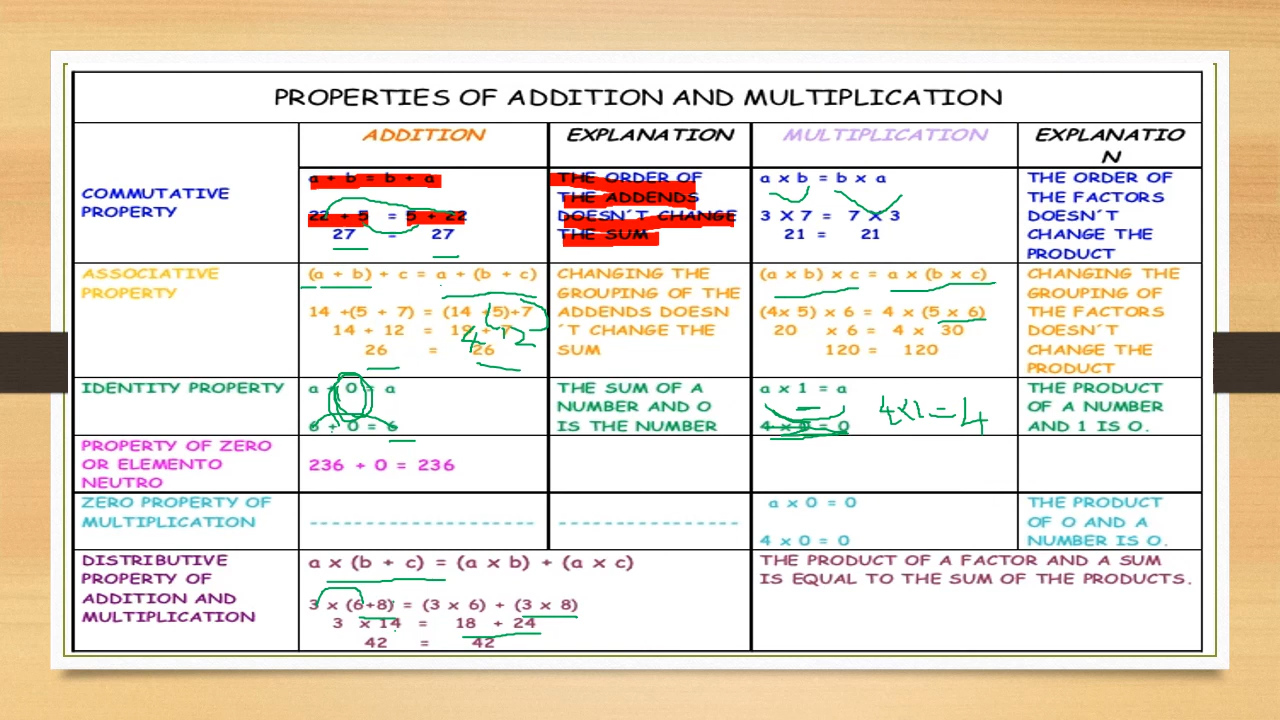 PROPERTIES OF ADDITION AND MULTIPLICATION
ADDITION
EXPLANATION
MULTIPLICATION
EXPLANATIO
N
COMMUTATIVE
PROPERTY
a + b = b + a
22 + 5 = 5 + 22
27 = 27
THE ORDER OF
THE ADDENDS
DOESN´T CHANGE
THE SUM
a x b = b x a
3 X 7 = 7 X 3
21 = 21
THE ORDER OF
THE FACTORS
DOESN´T
CHANGE THE
PRODUCT
ASSOCIATIVE
PROPERTY
(a + b) + c = a + (b + c)
14 +(5 + 7) = (14 +5)+7
14 + 12 = 19 + 7
26 = 26
4 12
CHANGING THE
GROUPING OF THE
ADDENDS DOESN
´T CHANGE THE
SUM
(a x b) x c = a x (b x c)
(4x 5) x 6 = 4 x (5 x 6)
20 x 6 = 4 x 30
120 = 120
CHANGING THE
GROUPING OF
THE FACTORS
DOESN´T
CHANGE THE
PRODUCT
IDENTITY PROPERTY
a + 0 = a
6 + 0 = 6
THE SUM OF A
NUMBER AND O
IS THE NUMBER
a x 1 = a
4 x 0 = 0
4x1=4
THE PRODUCT
OF A NUMBER
AND 1 IS O.
PROPERTY OF ZERO
OR ELEMENTO
NEUTRO
236 + 0 = 236
ZERO PROPERTY OF
MULTIPLICATION
--------------------
----------------
a x 0 = 0
4 x 0 = 0
THE PRODUCT
OF O AND A
NUMBER IS O.
DISTRIBUTIVE
PROPERTY OF
ADDITION AND
MULTIPLICATION
a x (b + c) = (a x b) + (a x c)
3 x (6+8) = (3 x 6) + (3 x 8)
3 x 14 = 18 + 24
42 = 42
THE PRODUCT OF A FACTOR AND A SUM
IS EQUAL TO THE SUM OF THE PRODUCTS.